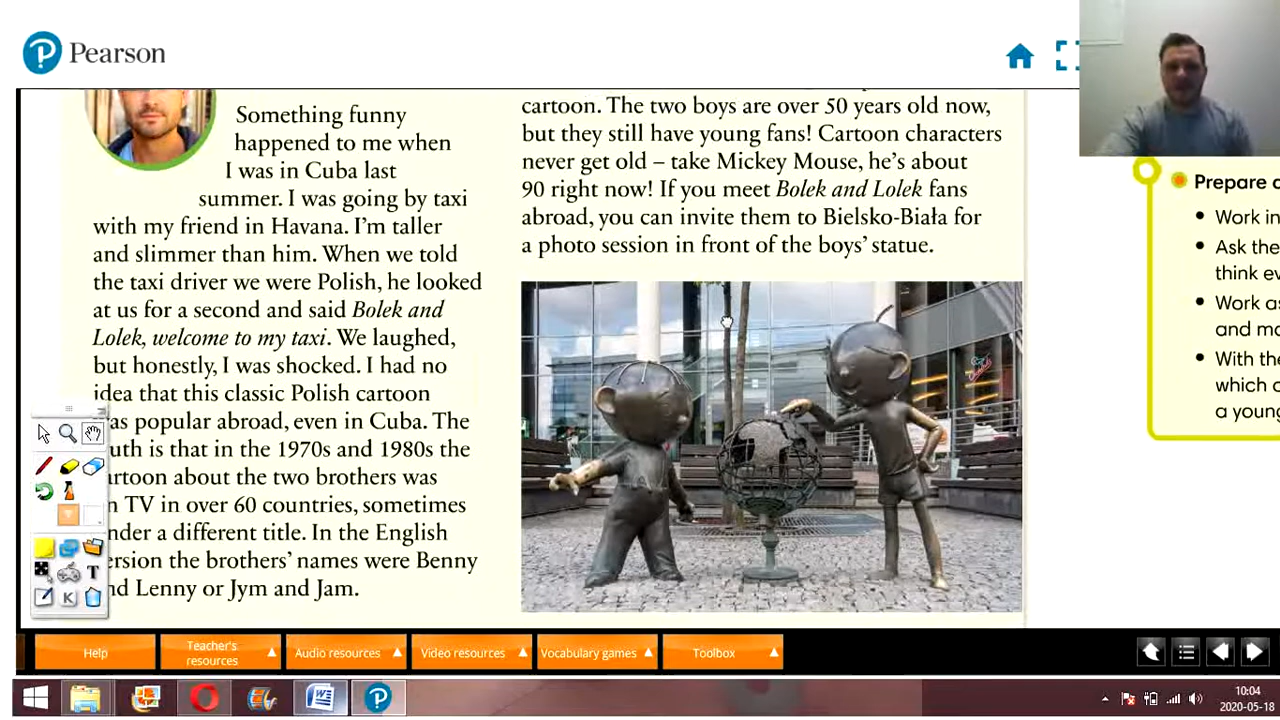 Pearson
Something funny
happened to me when
I was in Cuba last
summer. I was going by taxi
with my friend in Havana. I'm taller
and slimmer than him. When we told
the taxi driver we were Polish, he looked
at us for a second and said Bolek and
Lolek, welcome to my taxi. We laughed,
but honestly, I was shocked. I had no
idea that this classic Polish cartoon
as popular abroad, even in Cuba. The
uth is that in the 1970s and 1980s the
artoon about the two brothers was
n TV in over 60 countries, sometimes
nder a different title. In the English
ersion the brothers' names were Benny
nd Lenny or Jym and Jam.
cartoon. The two boys are over 50 years old now,
but they still have young fans! Cartoon characters
never get old – take Mickey Mouse, he's about
90 right now! If you meet Bolek and Lolek fans
abroad, you can invite them to Bielsko-Biała for
a photo session in front of the boys' statue.
Prepare a
Work in
Ask the
think ev
Work as
and ma
With the
which c
a young
Help
Teacher's
resources
Audio resources
Video resources
Vocabulary games
Toolbox
10:04
2020-05-18